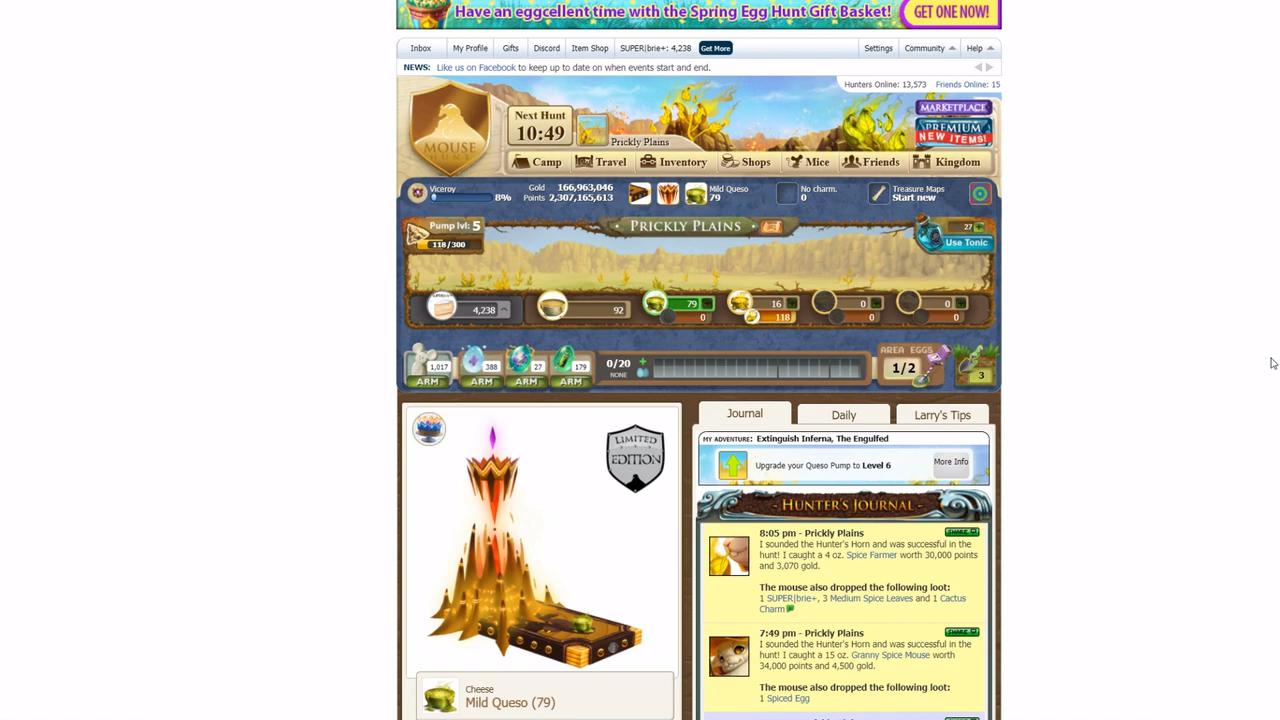 Have an eggcellent time with the Spring Egg Hunt Gift Basket!
GET ONE NOW!
Inbox
My Profile
Gifts
Discord
Item Shop
SUPER|brie+: 4,238
Get More
Settings
Community
Help
NEWS: Like us on Facebook to keep up to date on when events start and end.
Hunters Online: 13,573
Friends Online: 15
MOUSE
Next Hunt
10:49
Prickly Plains
MARKETPLACE
PREMIUM
NEW ITEMS!
Camp
Travel
Inventory
Shops
Mice
Friends
Kingdom
Viceroy
8%
Gold 166,963,046
Points 2,307,165,613
Mild Queso
79
No charm.
0
Treasure Maps
Start new
Pump lvl: 5
118/300
PRICKLY PLAINS
27
Use Tonic
4,238
92
79
0
16
118
0
0
0
0
1,017
ARM
388
ARM
27
ARM
179
ARM
0/20
NONE
AREA EGGS
1/2
3
LIMITED
EDITION
Cheese
Mild Queso (79)
Journal
Daily
Larry's Tips
MY ADVENTURE: Extinguish Inferna, The Engulfed
Upgrade your Queso Pump to Level 6
More Info
HUNTER'S JOURNAL
8:05 pm - Prickly Plains
I sounded the Hunter's Horn and was successful in the
hunt! I caught a 4 oz. Spice Farmer worth 30,000 points
and 3,070 gold.
The mouse also dropped the following loot:
1 SUPER|brie+, 3 Medium Spice Leaves and 1 Cactus
Charm
7:49 pm - Prickly Plains
I sounded the Hunter's Horn and was successful in the
hunt! I caught a 15 oz. Granny Spice Mouse worth
34,000 points and 4,500 gold.
The mouse also dropped the following loot:
1 Spiced Egg